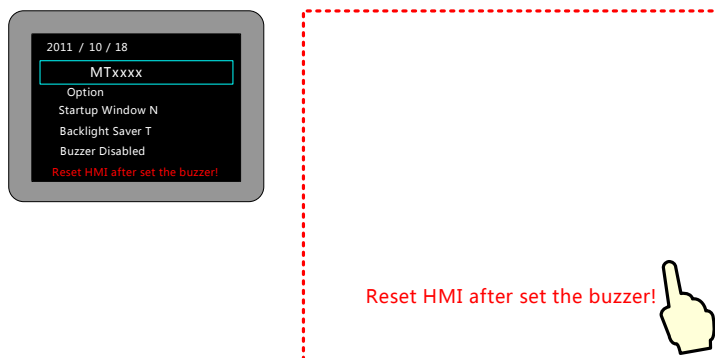 2011 / 10 / 18
MTxxxx
Option
Startup Window N
Backlight Saver T
Buzzer Disabled
Reset HMI after set the buzzer!
Reset HMI after set the buzzer!